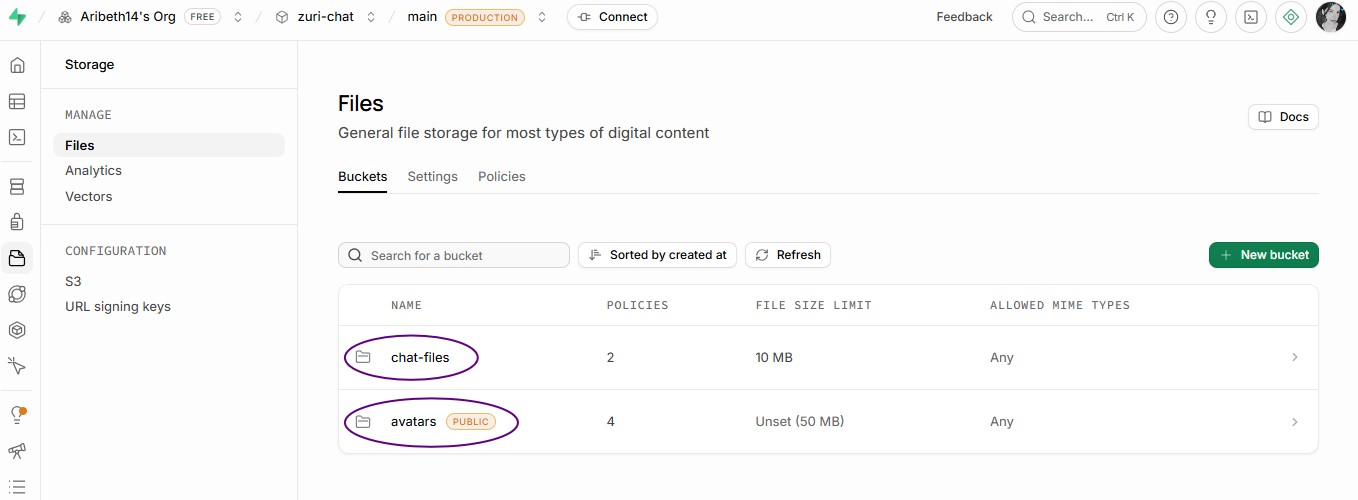 Aribeth14's Org FREE / zuri-chat / main PRODUCTION Connect Feedback Search... Ctrl K
Storage
MANAGE
Files
Analytics
Vectors
CONFIGURATION
S3
URL signing keys
Files
General file storage for most types of digital content
Docs
Buckets Settings Policies
Search for a bucket Sorted by created at Refresh + New bucket
NAME POLICIES FILE SIZE LIMIT ALLOWED MIME TYPES
chat-files 2 10 MB Any
avatars PUBLIC 4 Unset (50 MB) Any